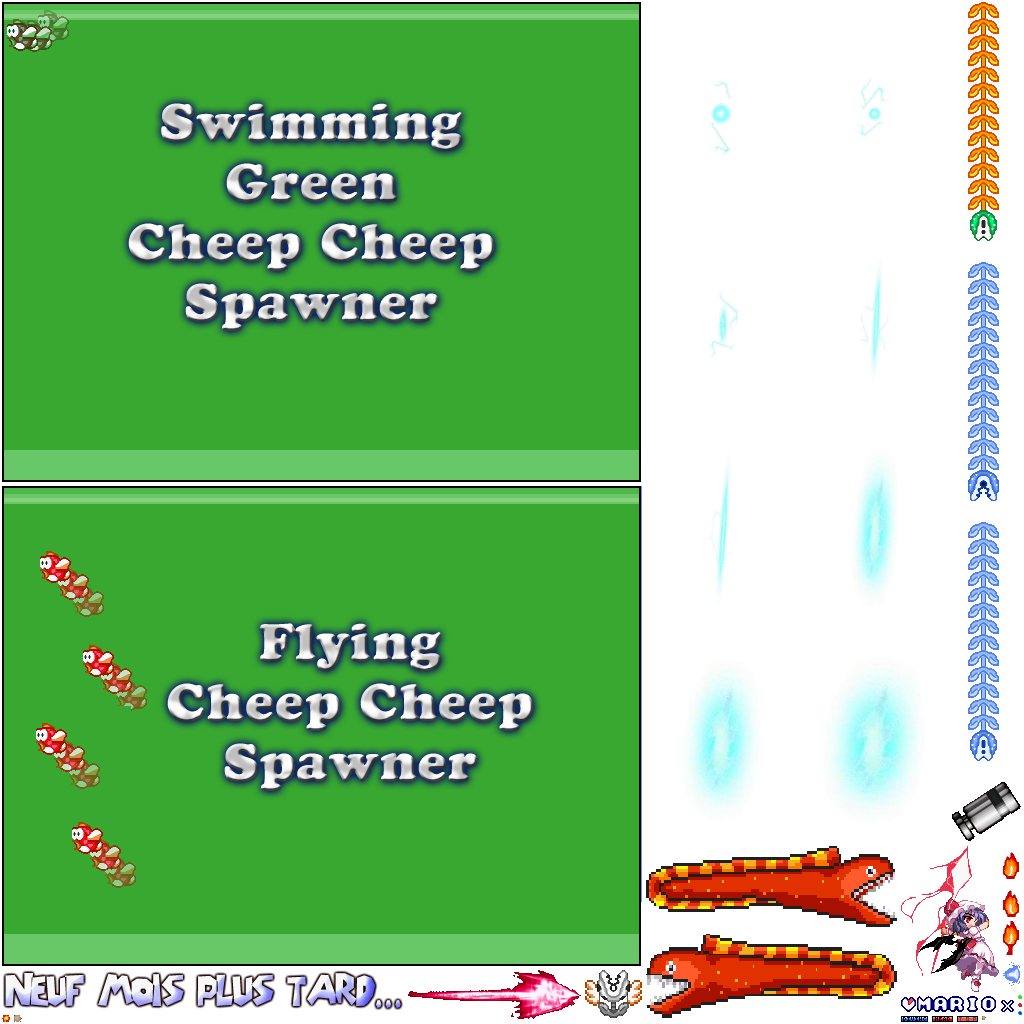 Swimming
Green
Cheep Cheep
Spawner
Flying
Cheep Cheep
Spawner
NEUF MOIS PLUS TARD...
MARIO x